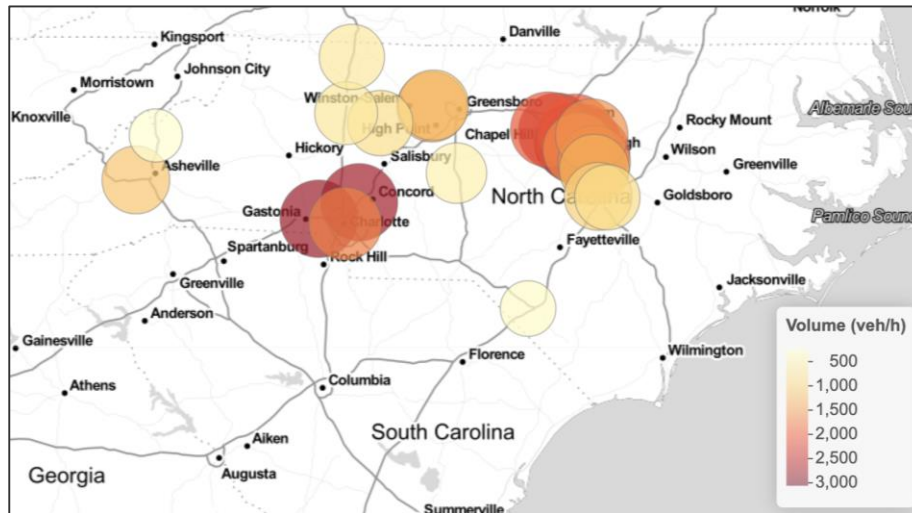 Norfolk
Kingsport
Danville
Johnson City
Morristown
Winston-Salem
Greensboro
Albemarle Sou
Knoxville
High Point
Chapel Hill
Rocky Mount
Hickory
Salisbury
Wilson
Asheville
Greenville
Concord
North Carolina
Goldsboro
Gastonia
Charlotte
Pamlico Sound
Spartanburg
Rock Hill
Fayetteville
Greenville
Jacksonville
Anderson
Volume (veh/h)
Gainesville
Florence
Wilmington
500
Athens
Columbia
1,000
1,500
South Carolina
2,000
Aiken
2,500
Georgia
Augusta
3,000
Summerville